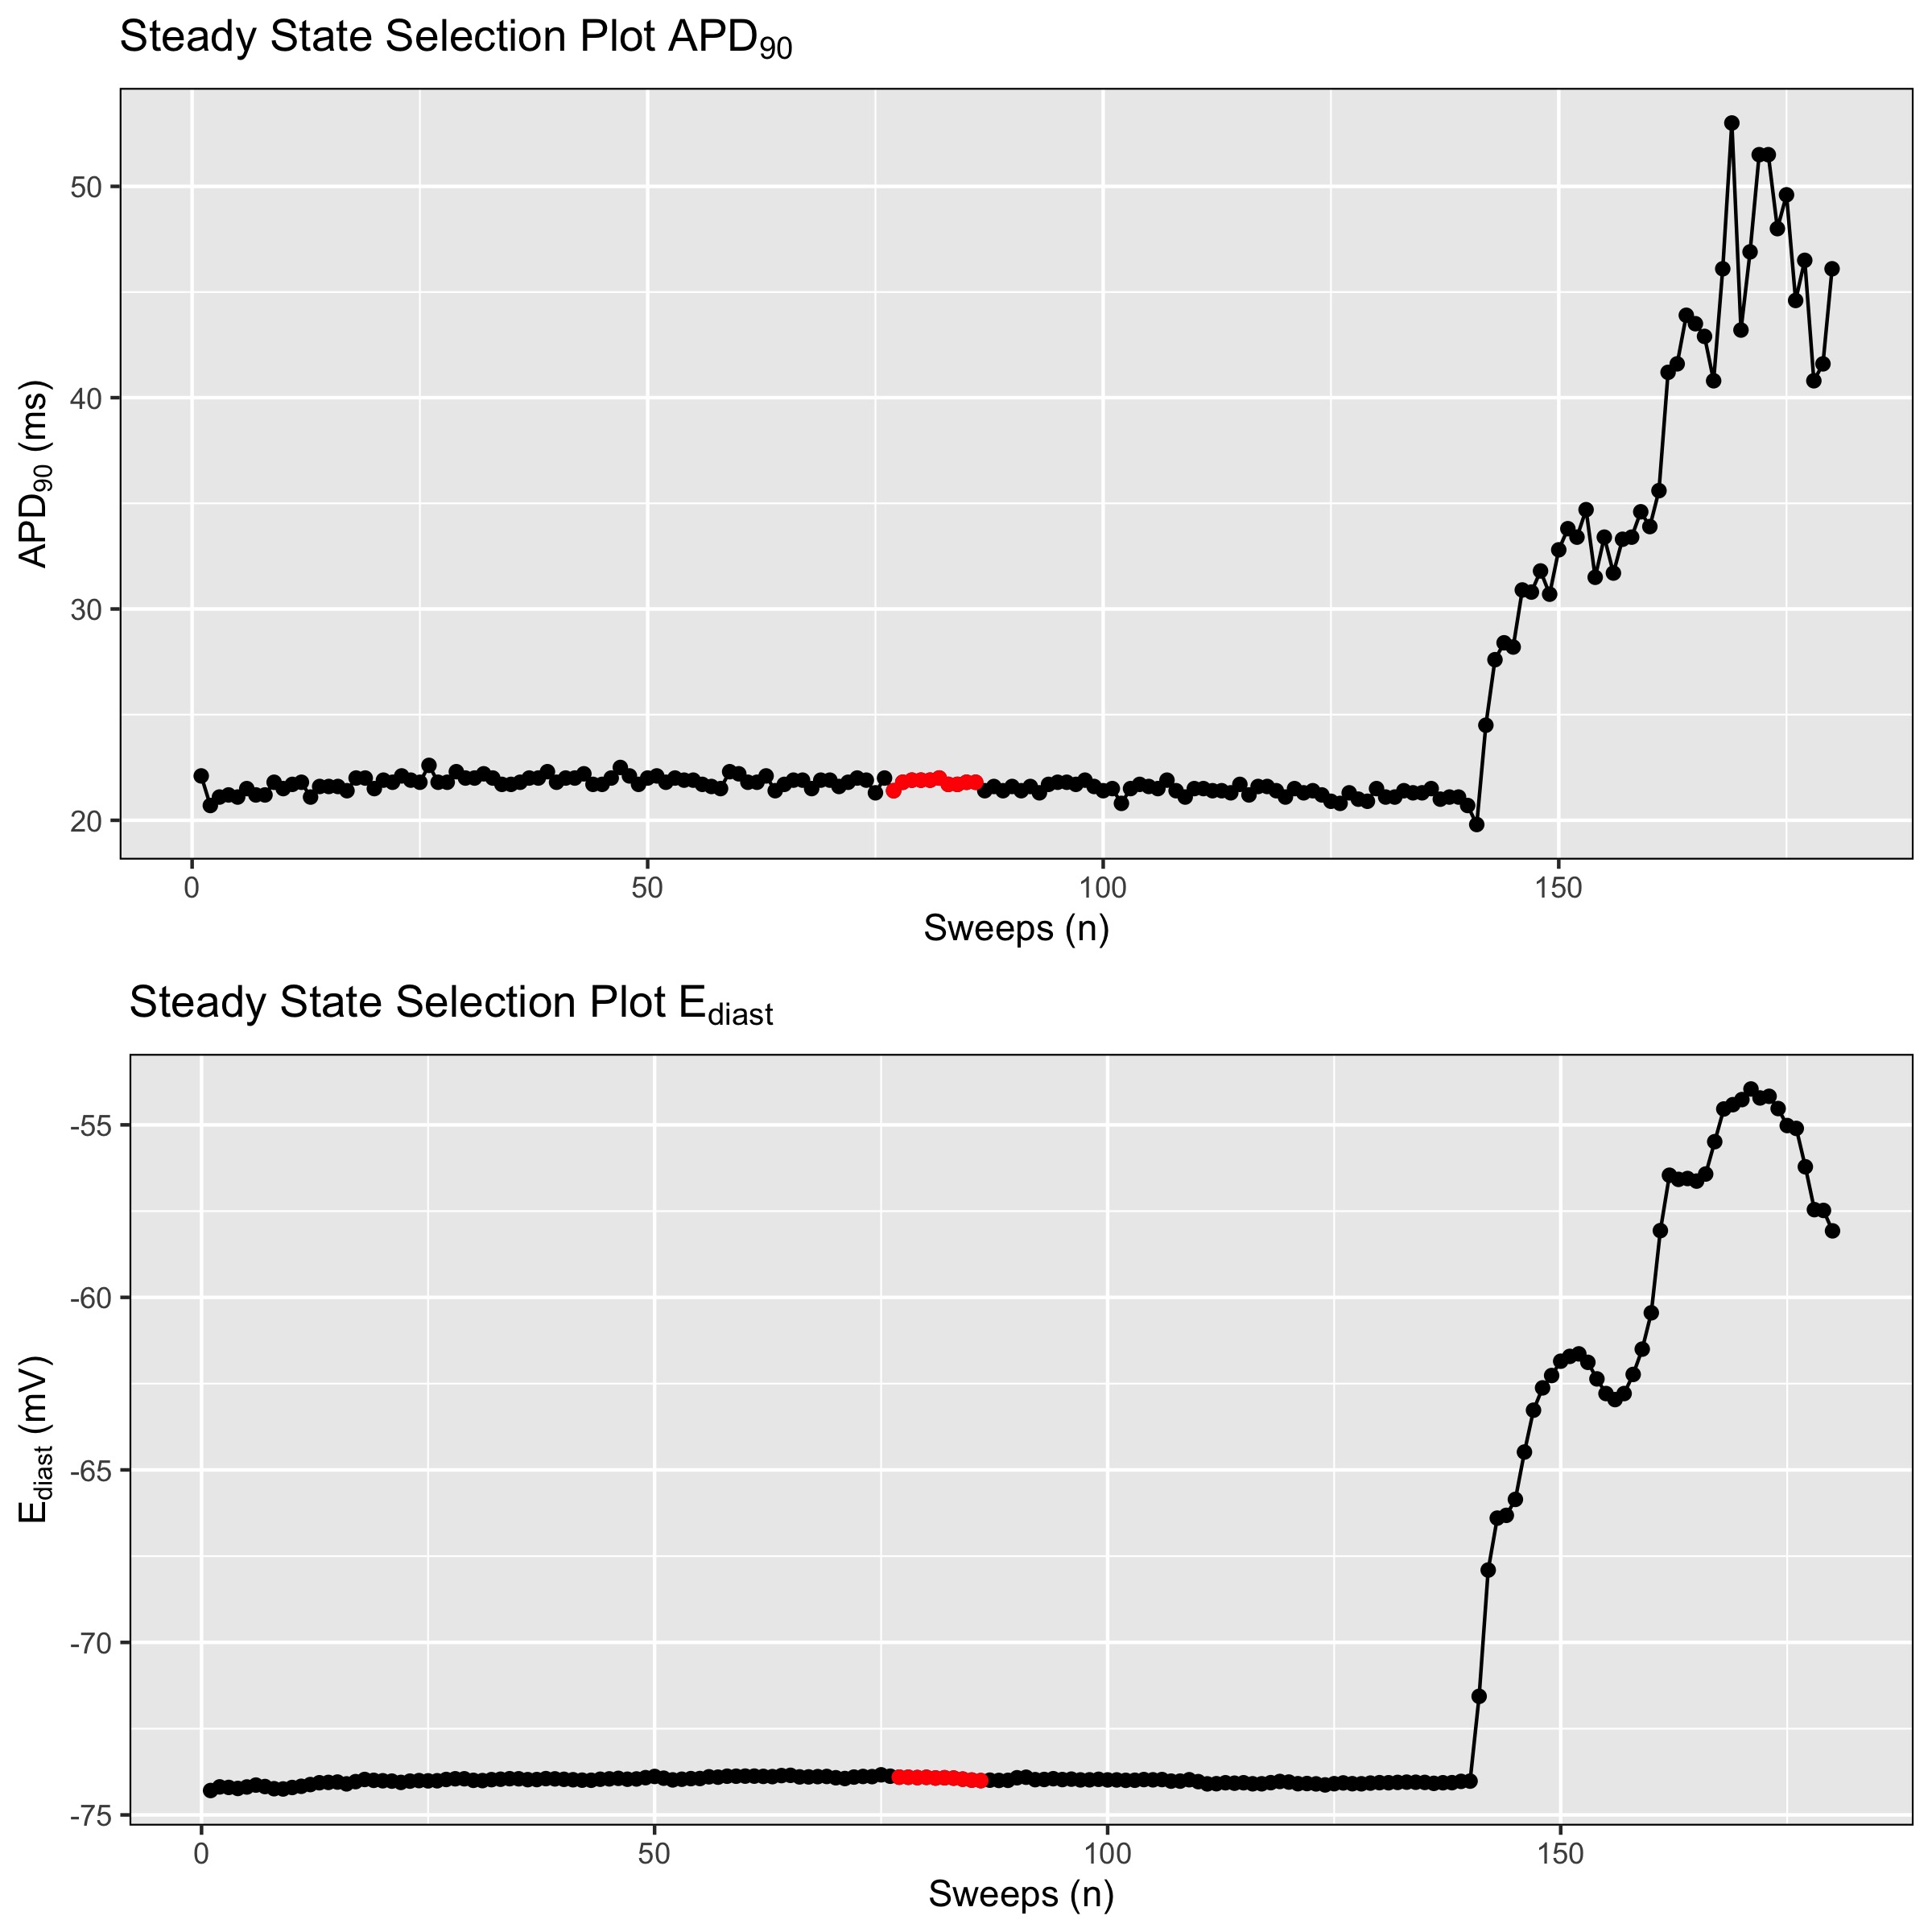 Steady State Selection Plot APD90
50
40
30
20
APD90 (ms)
0 50 100 150
Sweeps (n)
Steady State Selection Plot Ediast
-55
-60
-65
-70
-75
Ediast (mV)
0 50 100 150
Sweeps (n)